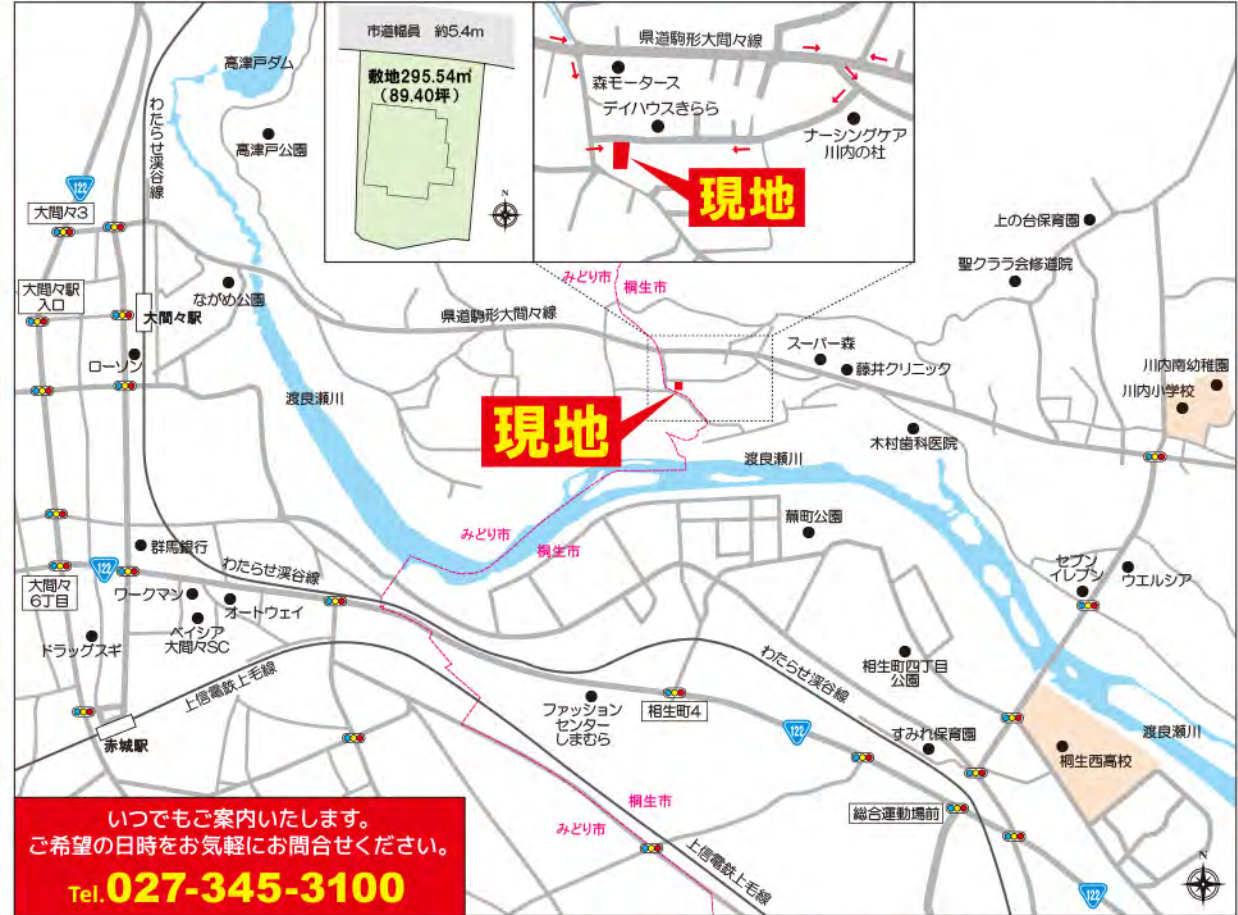 市道幅員 約5.4m
敷地295.54㎡
（89.40坪）
N
県道駒形大間々線
森モータース
デイハウスきらら
ナーシングケア
川内の杜
現地
高津戸ダム
わたらせ渓谷線
高津戸公園
122
大間々3
大間々駅
入口
大間々駅
ながめ公園
ローソン
県道駒形大間々線
みどり市
桐生市
上の台保育園
聖クララ会修道院
スーパー森
藤井クリニック
川内南幼稚園
川内小学校
木村歯科医院
現地
渡良瀬川
渡良瀬川
みどり市
桐生市
蕪町公園
セブン
イレブン
ウエルシア
群馬銀行
122
大間々
6丁目
ワークマン
オートウェイ
ベイシア
大間々SC
ドラッグスギ
わたらせ渓谷線
上信電鉄上毛線
赤城駅
ファッション
センター
しまむら
相生町4
わたらせ渓谷線
相生町四丁目
公園
122
すみれ保育園
桐生西高校
渡良瀬川
総合運動場前
桐生市
みどり市
上信電鉄上毛線
122
N
いつでもご案内いたします。
ご希望の日時をお気軽にお問合せください。
Tel.027-345-3100